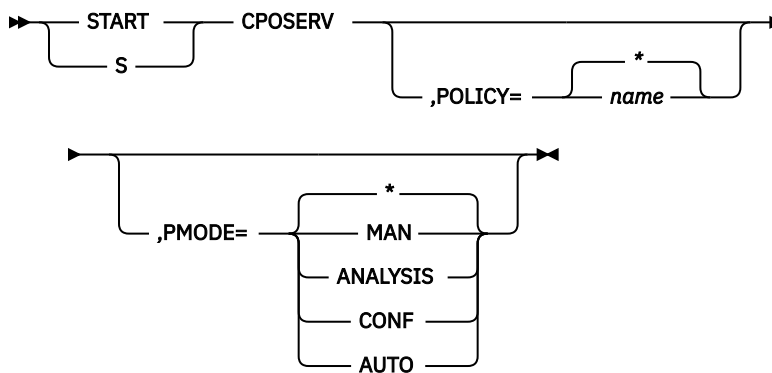 START CPOSERV
S
*
,POLICY= name
*
,PMODE= MAN
ANALYSIS
CONF
AUTO